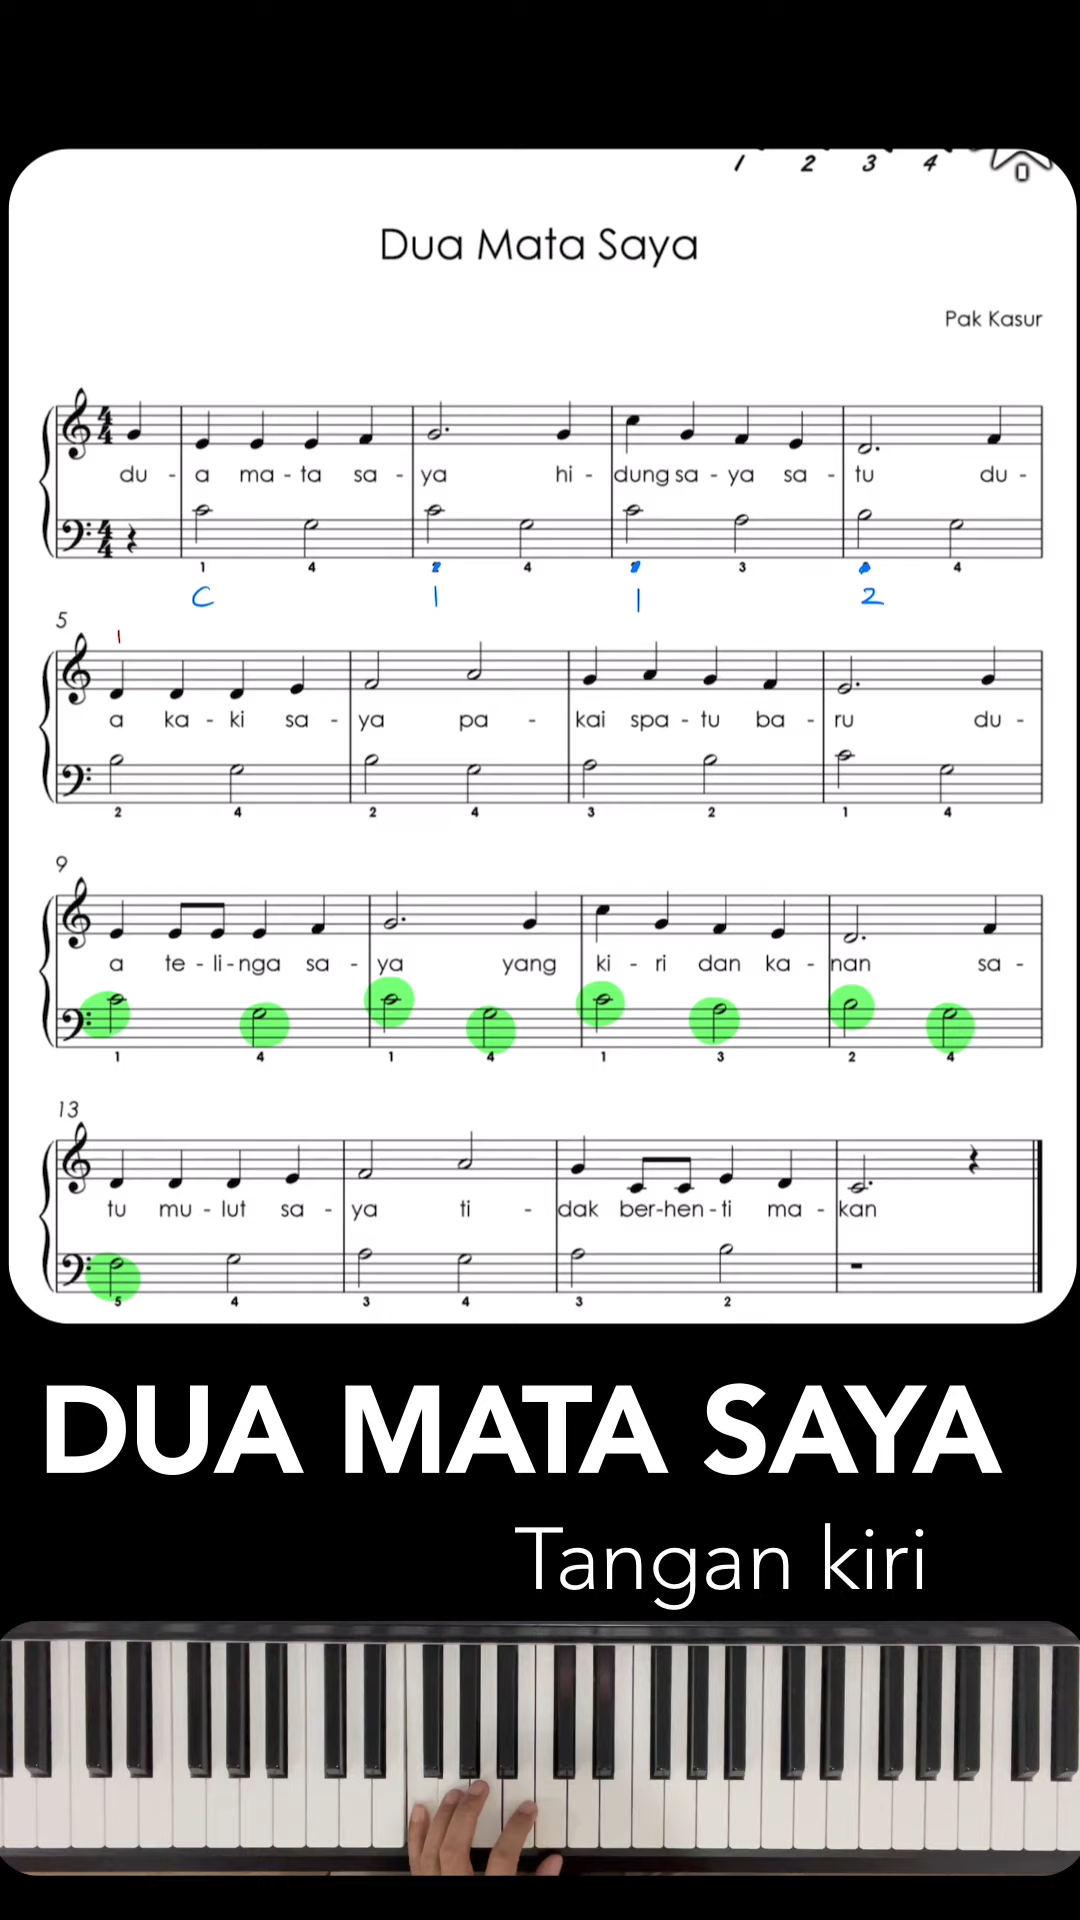 1 2 3 4
0
Dua Mata Saya
Pak Kasur
4 4
du - a ma - ta sa - ya hi - dung sa - ya sa - tu du -
4 4
1 4 4 3 4
C 1 1 2
5
1
a ka - ki sa - ya pa - kai spa - tu ba - ru du -
2 4 2 4 3 2 1 4
9
a te - li - nga sa - ya yang ki - ri dan ka - nan sa -
1 4 1 4 1 3 2 4
13
tu mu - lut sa - ya ti - dak ber-hen-ti ma - kan
5 4 3 4 3 2
DUA MATA SAYA
Tangan kiri